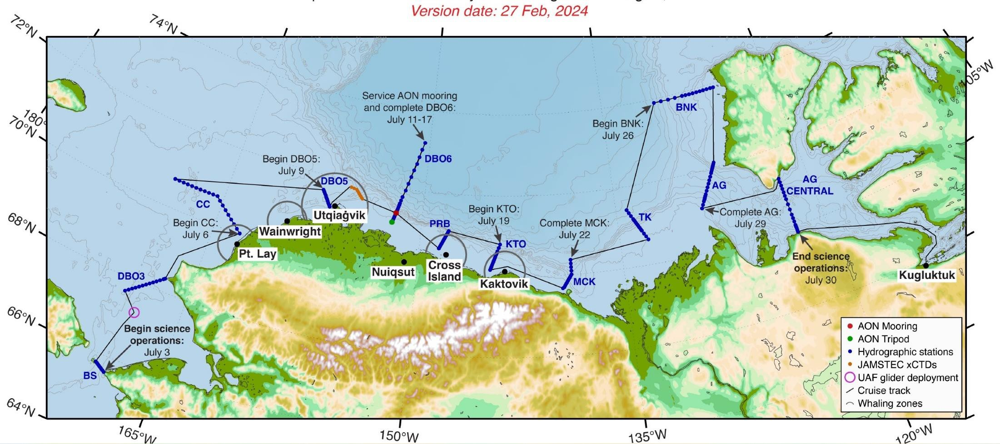 Version date: 27 Feb, 2024
72°N
74°N
105°W
180°
70°N
68°N
66°N
64°N
165°W
150°W
135°W
120°W
Service AON mooring
and complete DBO6:
July 11-17
DBO6
Begin DBO5:
July 9
DBO5
CC
Begin CC:
July 6
Utqiaġvik
Wainwright
Pt. Lay
DBO3
Begin science
operations:
July 3
BS
Nuiqsut
PRB
Cross
Island
Begin KTO:
July 19
KTO
Kaktovik
Complete MCK:
July 22
MCK
TK
Begin BNK:
July 26
BNK
AG
Complete AG:
July 29
AG
CENTRAL
End science
operations:
July 30
Kugluktuk
AON Mooring
AON Tripod
Hydrographic stations
JAMSTEC xCTDs
UAF glider deployment
Cruise track
Whaling zones